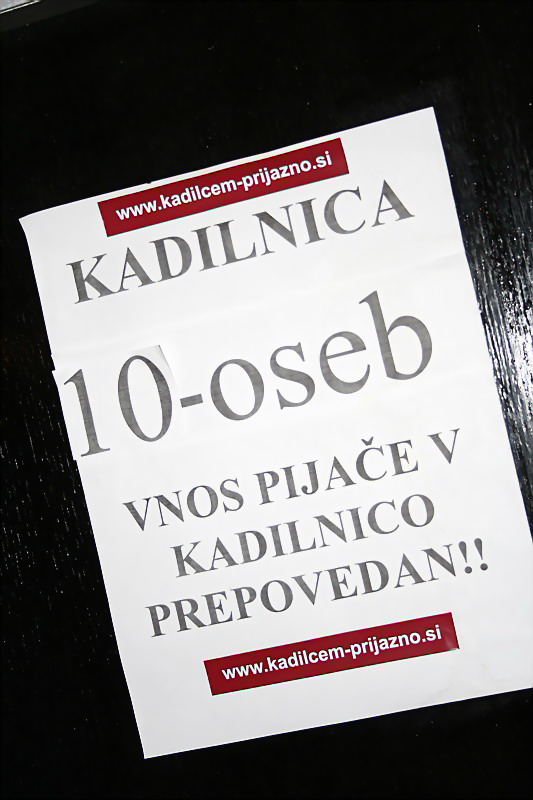 www.kadilcem-prijazno.si
KADILNICA
10-oseb
VNOS PIJAČE V
KADILNICO
PREPOVEDAN!!
www.kadilcem-prijazno.si